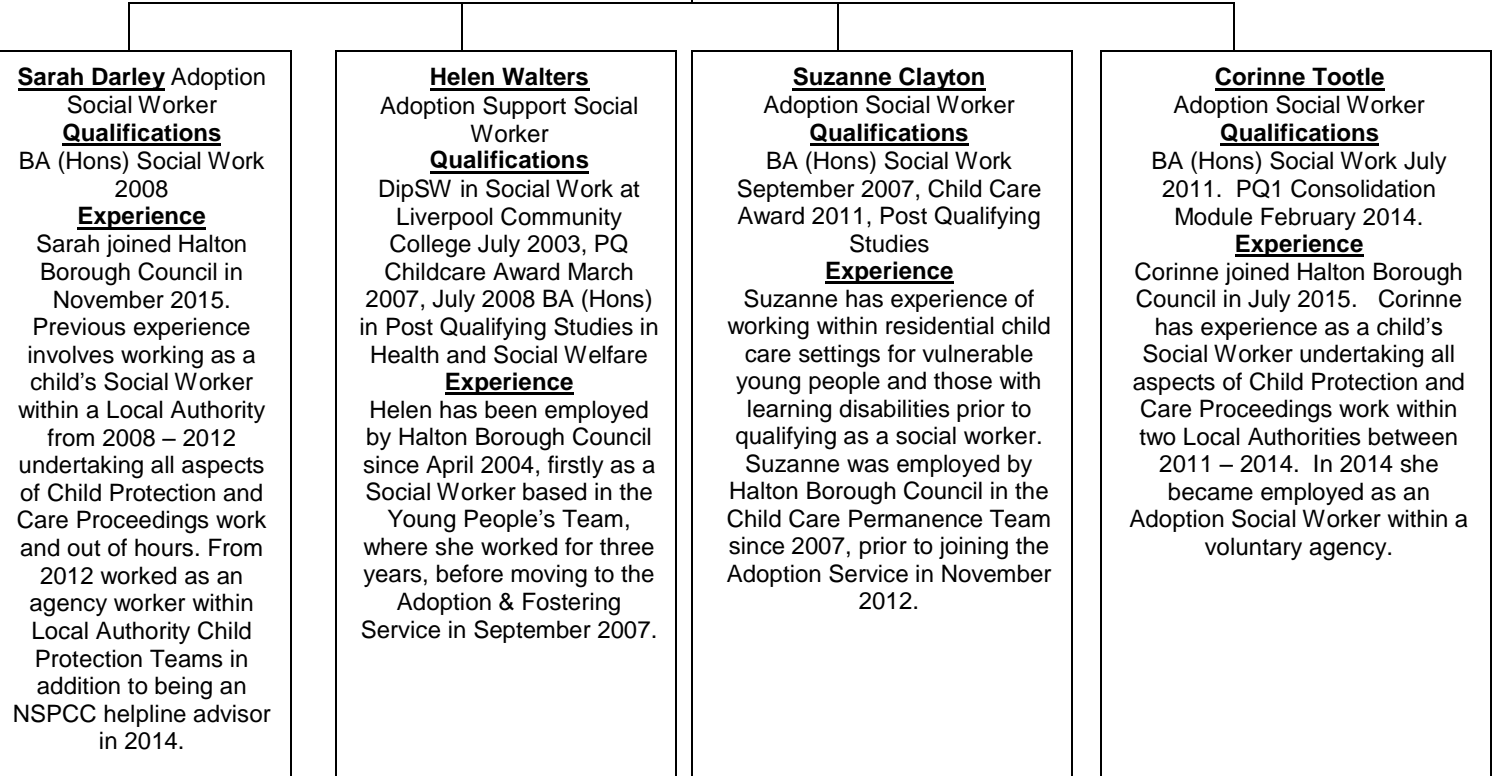 Sarah Darley Adoption
Social Worker
Qualifications
BA (Hons) Social Work
2008
Experience
Sarah joined Halton
Borough Council in
November 2015.
Previous experience
involves working as a
child’s Social Worker
within a Local Authority
from 2008 – 2012
undertaking all aspects
of Child Protection and
Care Proceedings work
and out of hours. From
2012 worked as an
agency worker within
Local Authority Child
Protection Teams in
addition to being an
NSPCC helpline advisor
in 2014.
Helen Walters
Adoption Support Social
Worker
Qualifications
DipSW in Social Work at
Liverpool Community
College July 2003, PQ
Childcare Award March
2007, July 2008 BA (Hons)
in Post Qualifying Studies in
Health and Social Welfare
Experience
Helen has been employed
by Halton Borough Council
since April 2004, firstly as a
Social Worker based in the
Young People’s Team,
where she worked for three
years, before moving to the
Adoption & Fostering
Service in September 2007.
Suzanne Clayton
Adoption Social Worker
Qualifications
BA (Hons) Social Work
September 2007, Child Care
Award 2011, Post Qualifying
Studies
Experience
Suzanne has experience of
working within residential child
care settings for vulnerable
young people and those with
learning disabilities prior to
qualifying as a social worker.
Suzanne was employed by
Halton Borough Council in the
Child Care Permanence Team
since 2007, prior to joining the
Adoption Service in November
2012.
Corinne Tootle
Adoption Social Worker
Qualifications
BA (Hons) Social Work July
2011.  PQ1 Consolidation
Module February 2014.
Experience
Corinne joined Halton Borough
Council in July 2015.   Corinne
has experience as a child’s
Social Worker undertaking all
aspects of Child Protection and
Care Proceedings work within
two Local Authorities between
2011 – 2014.  In 2014 she
became employed as an
Adoption Social Worker within a
voluntary agency.